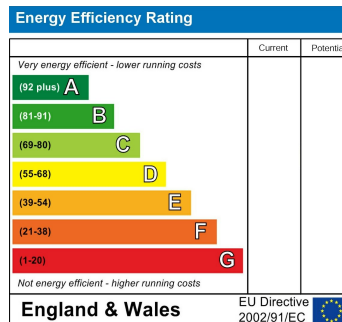 Energy Efficiency Rating
Current Potential
Very energy efficient - lower running costs
(92 plus) A
(81-91) B
(69-80) C
(55-68) D
(39-54) E
(21-38) F
(1-20) G
Not energy efficient - higher running costs
England & Wales
EU Directive
2002/91/EC